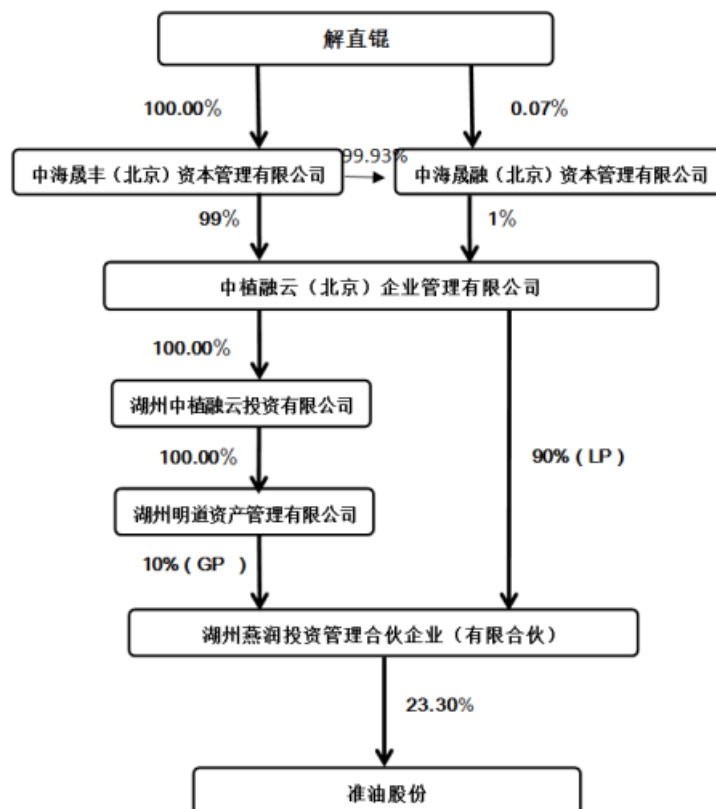 解直锟
100.00%
0.07%
99.93%
中海晟丰（北京）资本管理有限公司
中海晟融（北京）资本管理有限公司
99%
1%
中植融云（北京）企业管理有限公司
100.00%
湖州中植融云投资有限公司
100.00%
90%（LP）
湖州明道资产管理有限公司
10%（GP ）
湖州燕润投资管理合伙企业（有限合伙）
23.30%
准油股份